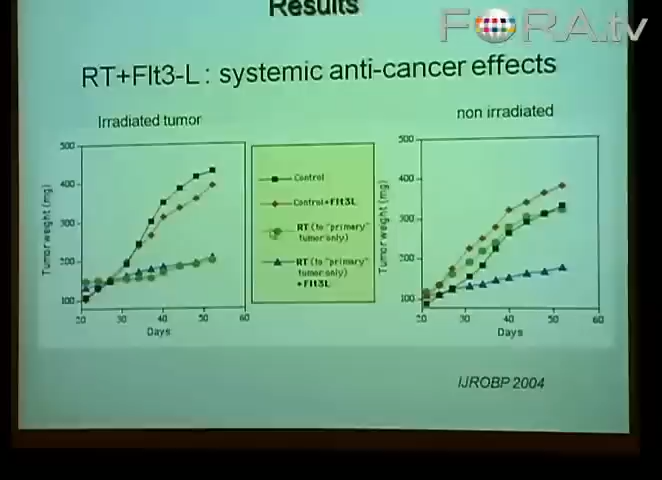 Results
FORA.tv
RT+Flt3-L : systemic anti-cancer effects
Irradiated tumor
non irradiated
500
400
300
200
100
Tumor weight (mg)
20 30 40 50 60
Days
Control
Control+Flt3L
RT (to "primary"
tumor only)
RT (to "primary"
tumor only)
+Flt3L
500
400
300
200
100
Tumor weight (mg)
20 30 40 50 60
Days
IJROBP 2004